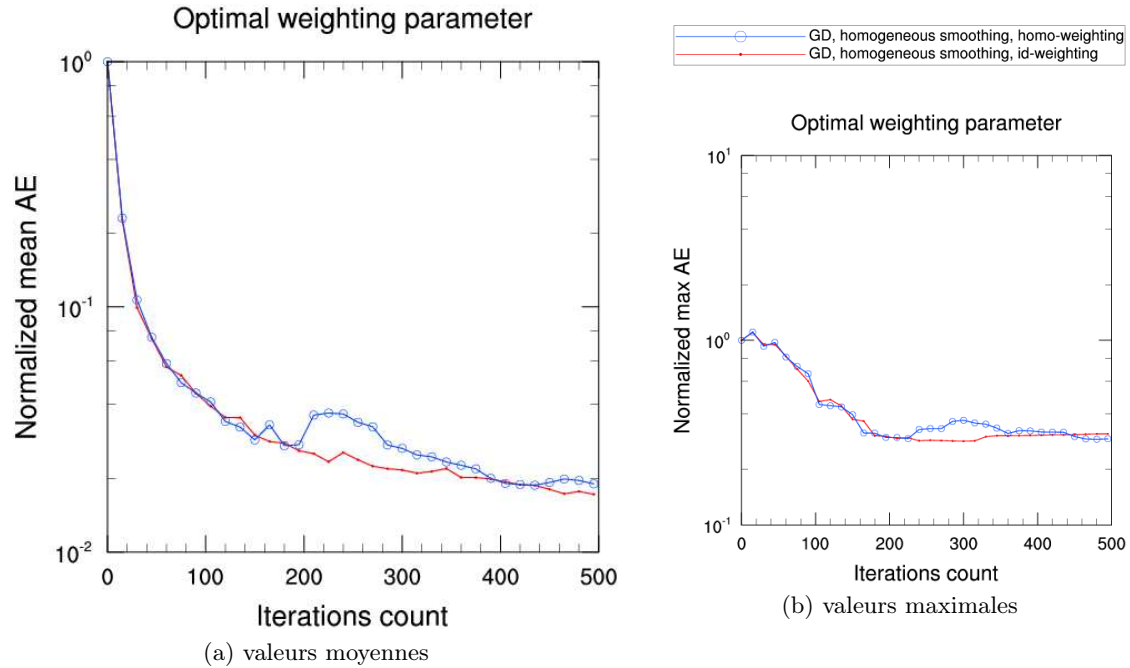 Optimal weighting parameter
10^0
10^-1
10^-2
Normalized mean AE
0 100 200 300 400 500
Iterations count
(a) valeurs moyennes
GD, homogeneous smoothing, homo-weighting
GD, homogeneous smoothing, id-weighting
Optimal weighting parameter
10^1
10^0
10^-1
Normalized max AE
0 100 200 300 400 500
Iterations count
(b) valeurs maximales